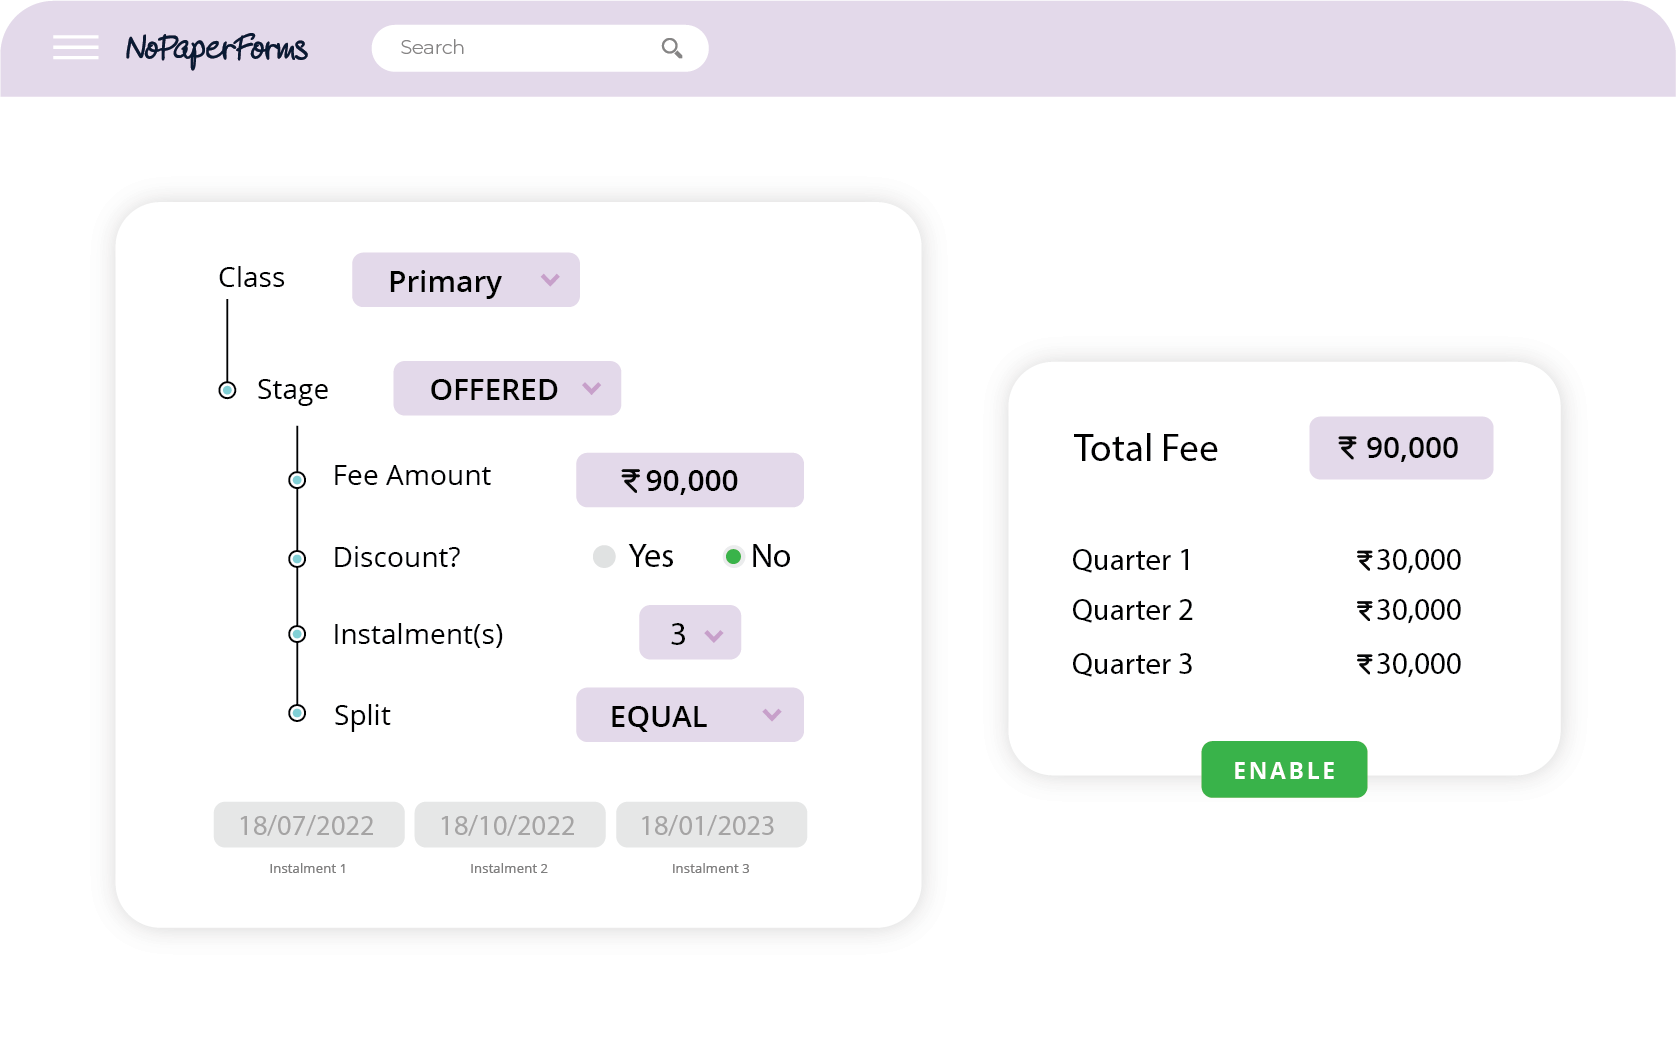 NoPaperForms
Search
Class Primary
Stage OFFERED
Fee Amount ₹ 90,000
Discount? Yes No
Instalment(s) 3
Split EQUAL
18/07/2022 18/10/2022 18/01/2023
Instalment 1 Instalment 2 Instalment 3
Total Fee ₹ 90,000
Quarter 1 ₹30,000
Quarter 2 ₹30,000
Quarter 3 ₹30,000
ENABLE